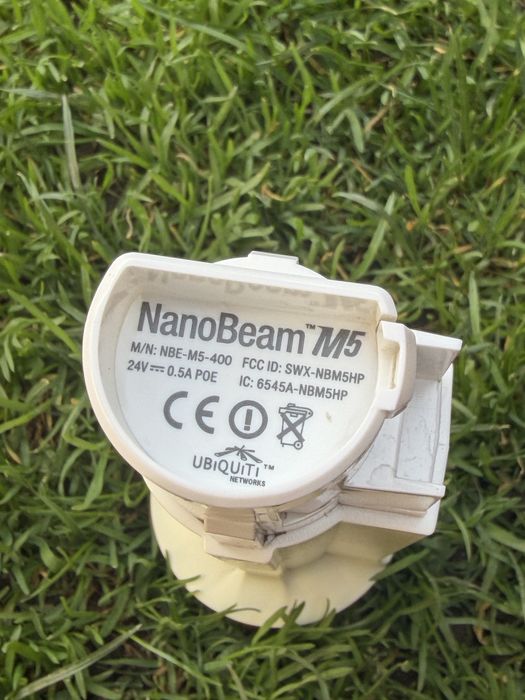 NanoBeam™ M5
M/N: NBE-M5-400 FCC ID: SWX-NBM5HP
24V⎓0.5A POE IC: 6545A-NBM5HP
CE
UBiQUiTi™
NETWORKS